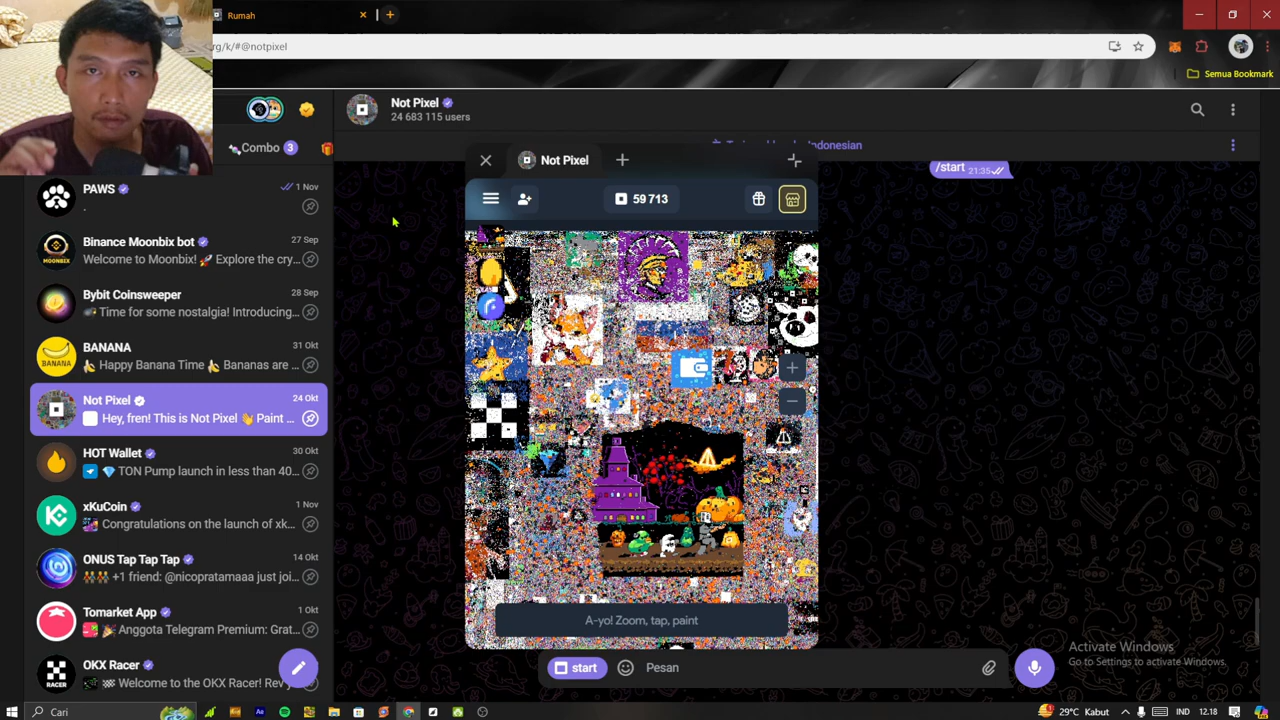 Rumah
rg/k/#@notpixel
Semua Bookmark
Combo 3
PAWS
1 Nov
.
Binance Moonbix bot
27 Sep
Welcome to Moonbix! 🚀 Explore the cry...
Bybit Coinsweeper
28 Sep
Time for some nostalgia! Introducing...
BANANA
31 Okt
🍌 Happy Banana Time 🍌 Bananas are ...
Not Pixel
24 Okt
Hey, fren! This is Not Pixel 👋 Paint ...
HOT Wallet
30 Okt
💎 TON Pump launch in less than 40...
xKuCoin
1 Nov
Congratulations on the launch of xk...
ONUS Tap Tap Tap
14 Okt
+1 friend: @nicopratamaaa just joi...
Tomarket App
1 Okt
Anggota Telegram Premium: Grat...
OKX Racer
Welcome to the OKX Racer! Rev y
Not Pixel
24 683 115 users
Indonesian
/start 21:35
Not Pixel
59 713
A-yo! Zoom, tap, paint
start
Pesan
Activate Windows
Go to Settings to activate Windows.
BANANA
RACER
MOONBIX
Cari
29°C Kabut
IND
12.18